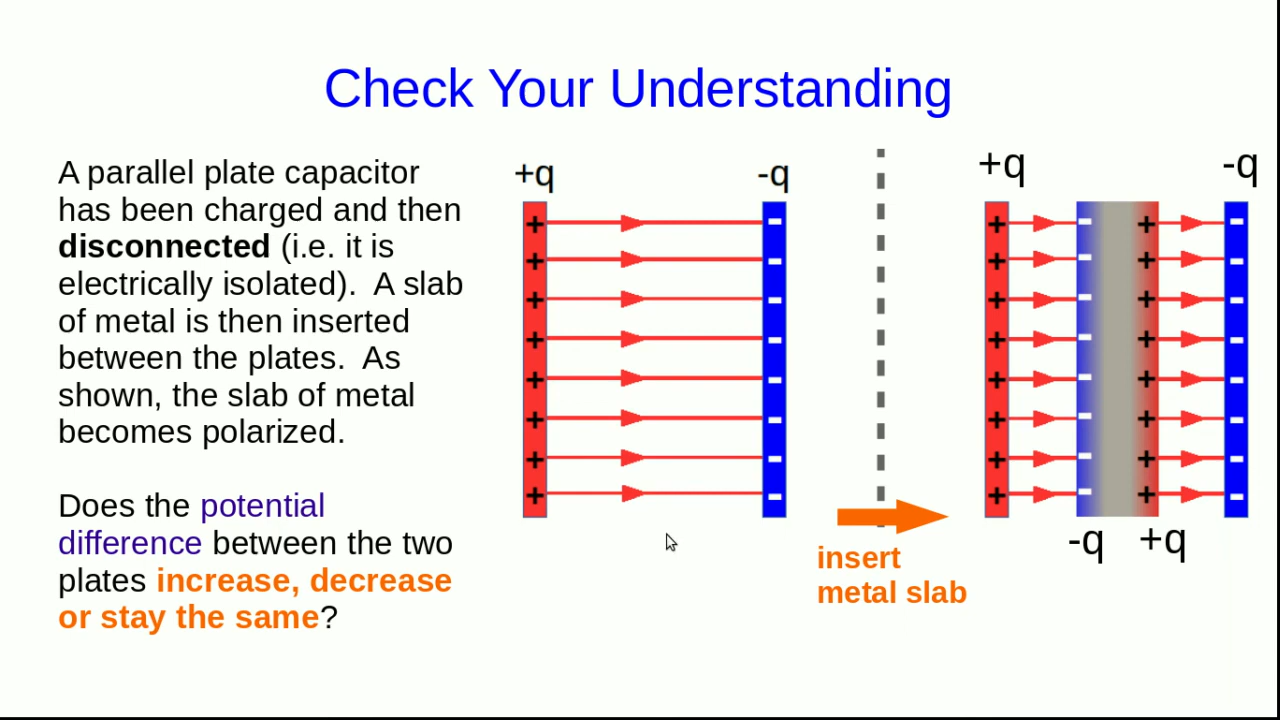 Check Your Understanding
A parallel plate capacitor
has been charged and then
disconnected (i.e. it is
electrically isolated).  A slab
of metal is then inserted
between the plates.  As
shown, the slab of metal
becomes polarized.
Does the potential
difference between the two
plates increase, decrease
or stay the same?
+q
-q
insert
metal slab
+q
-q
-q
+q